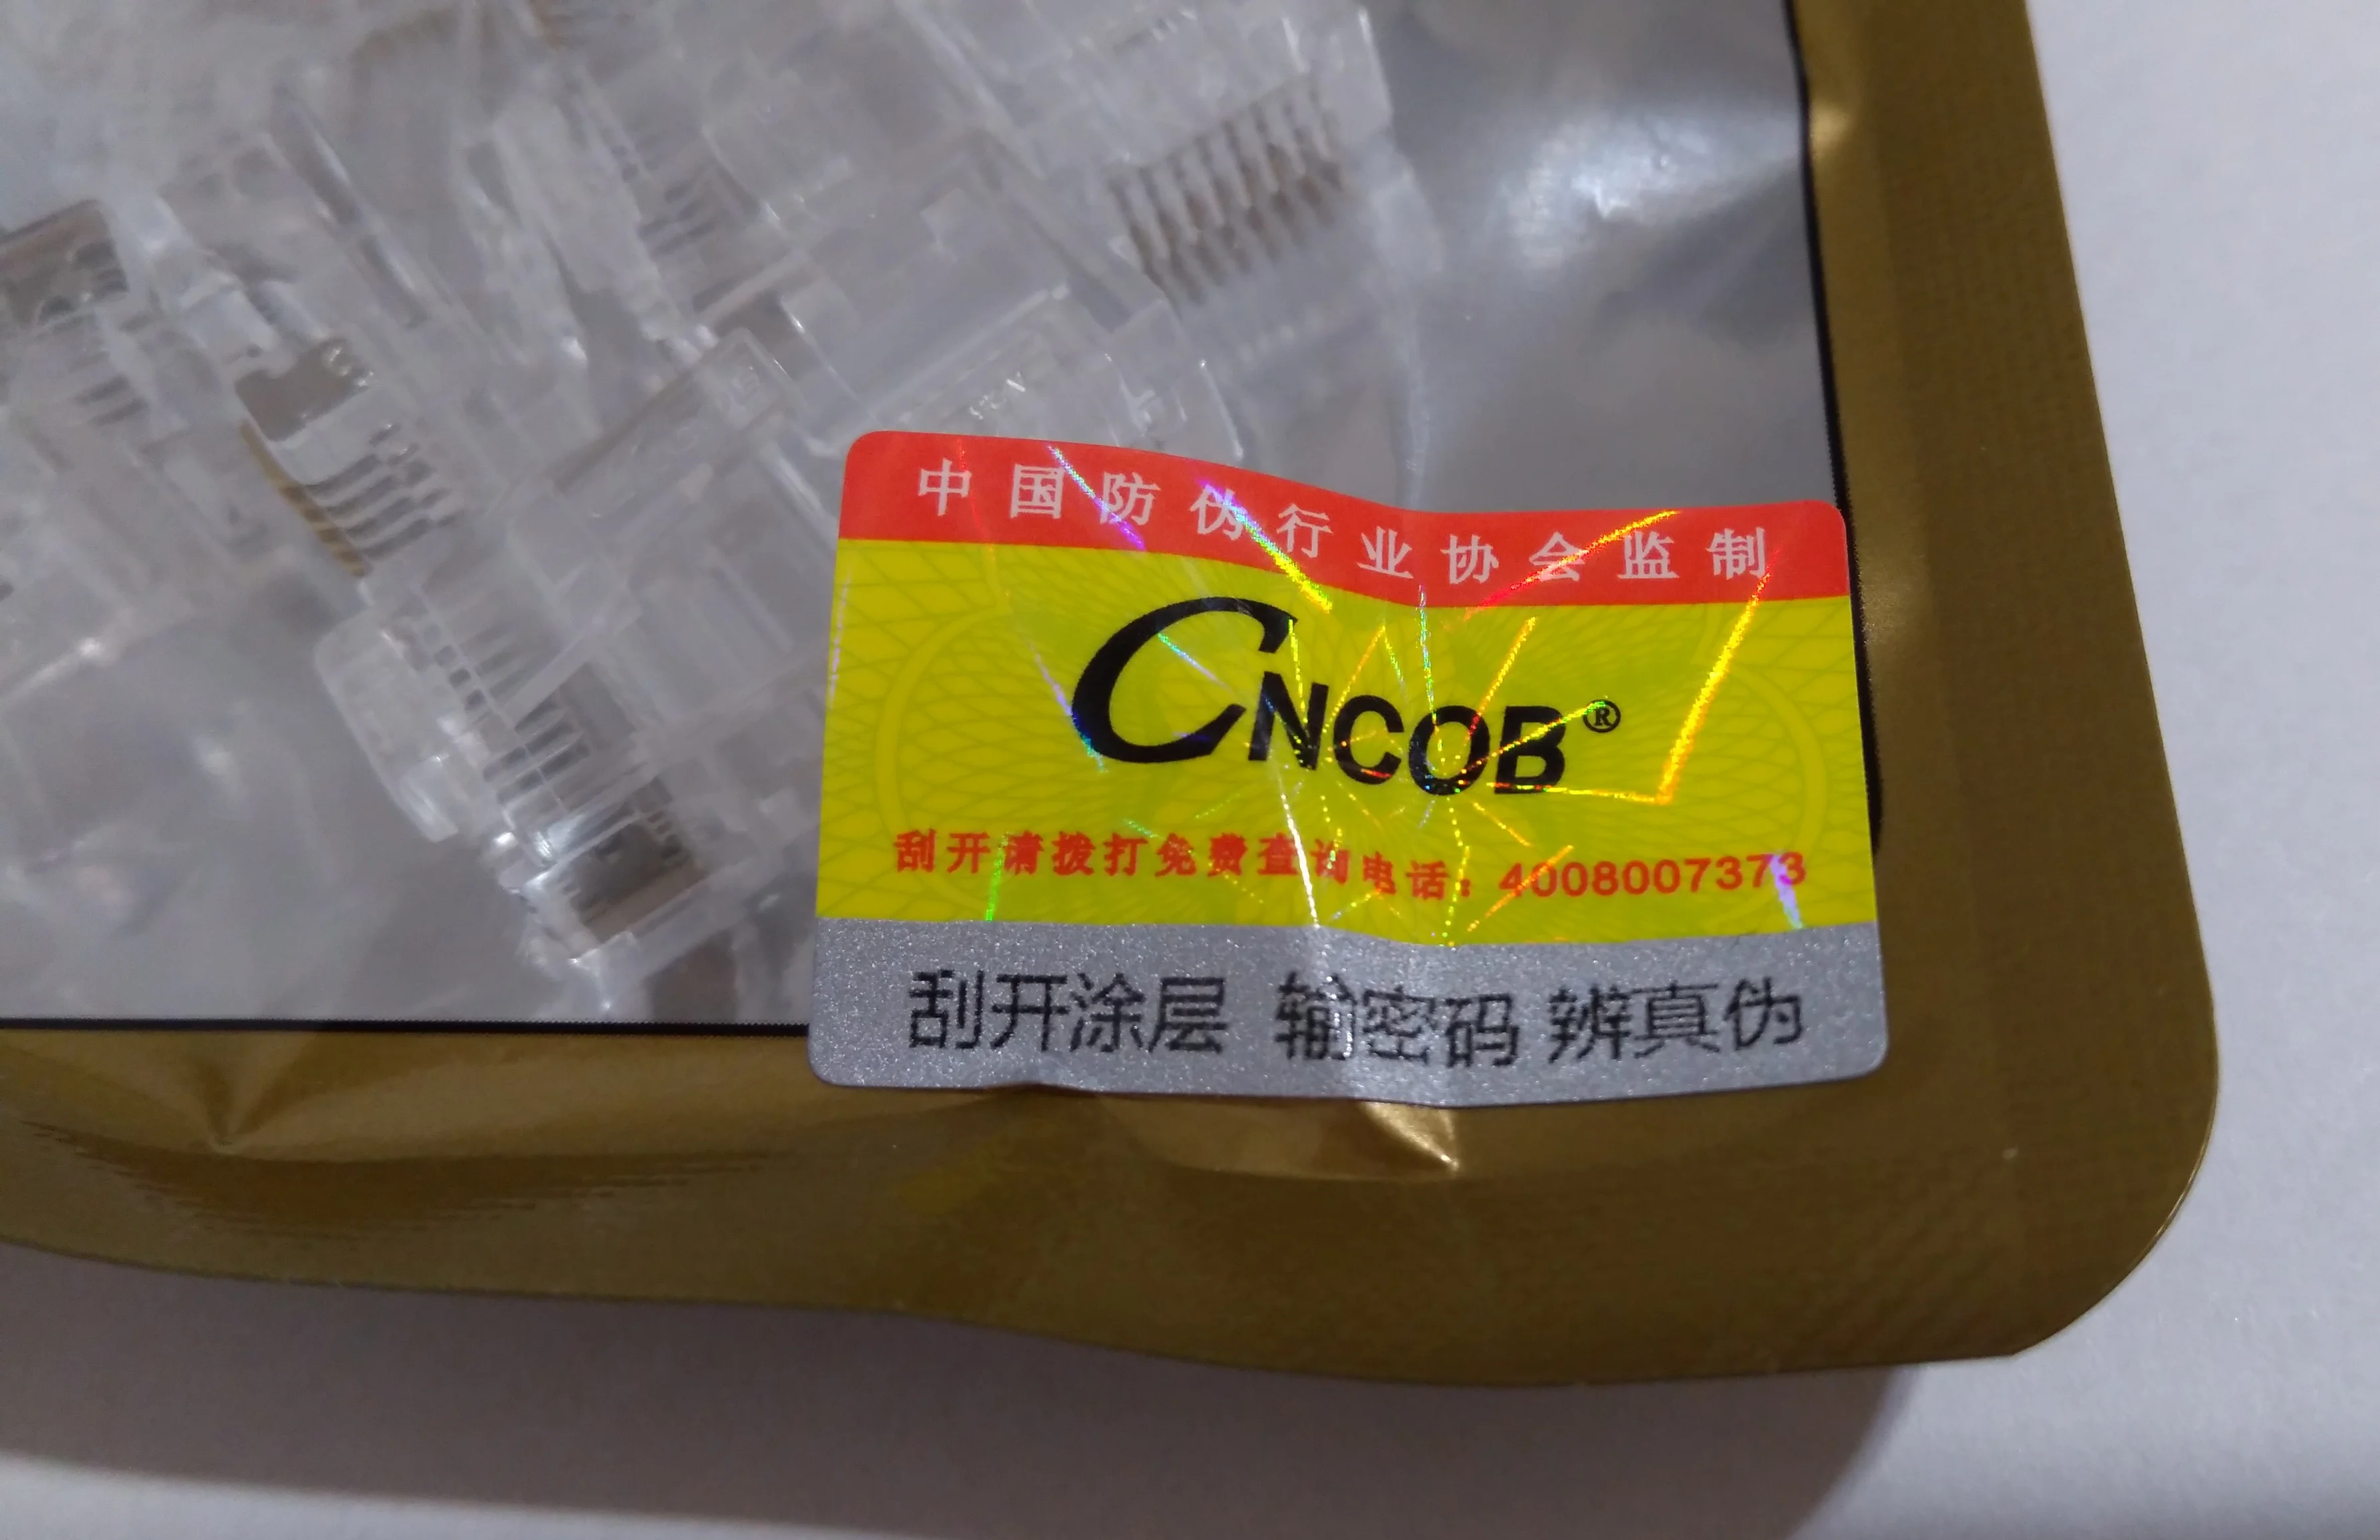 中国防伪行业协会监制
CNCOB®
刮开请拨打免费查询电话：4008007373
刮开涂层 输密码 辨真伪